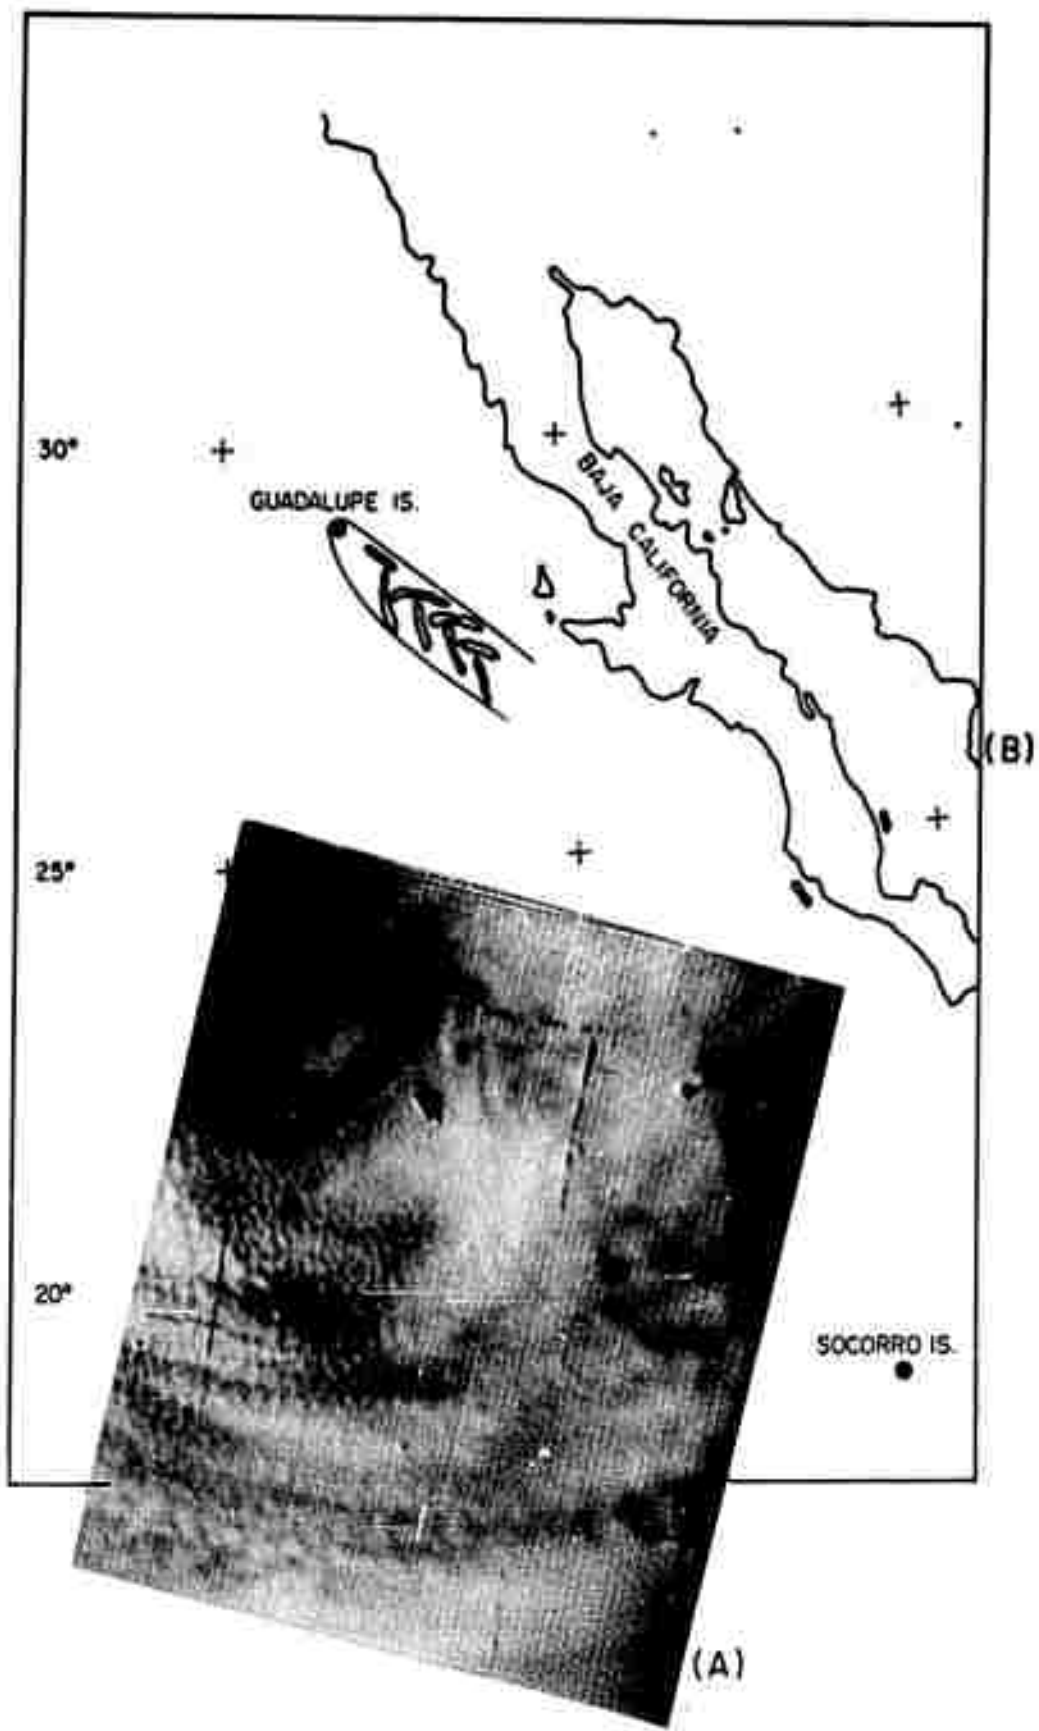 30°
GUADALUPE IS.
BAJA CALIFORNIA
(B)
25°
20°
SOCORRO IS.
(A)